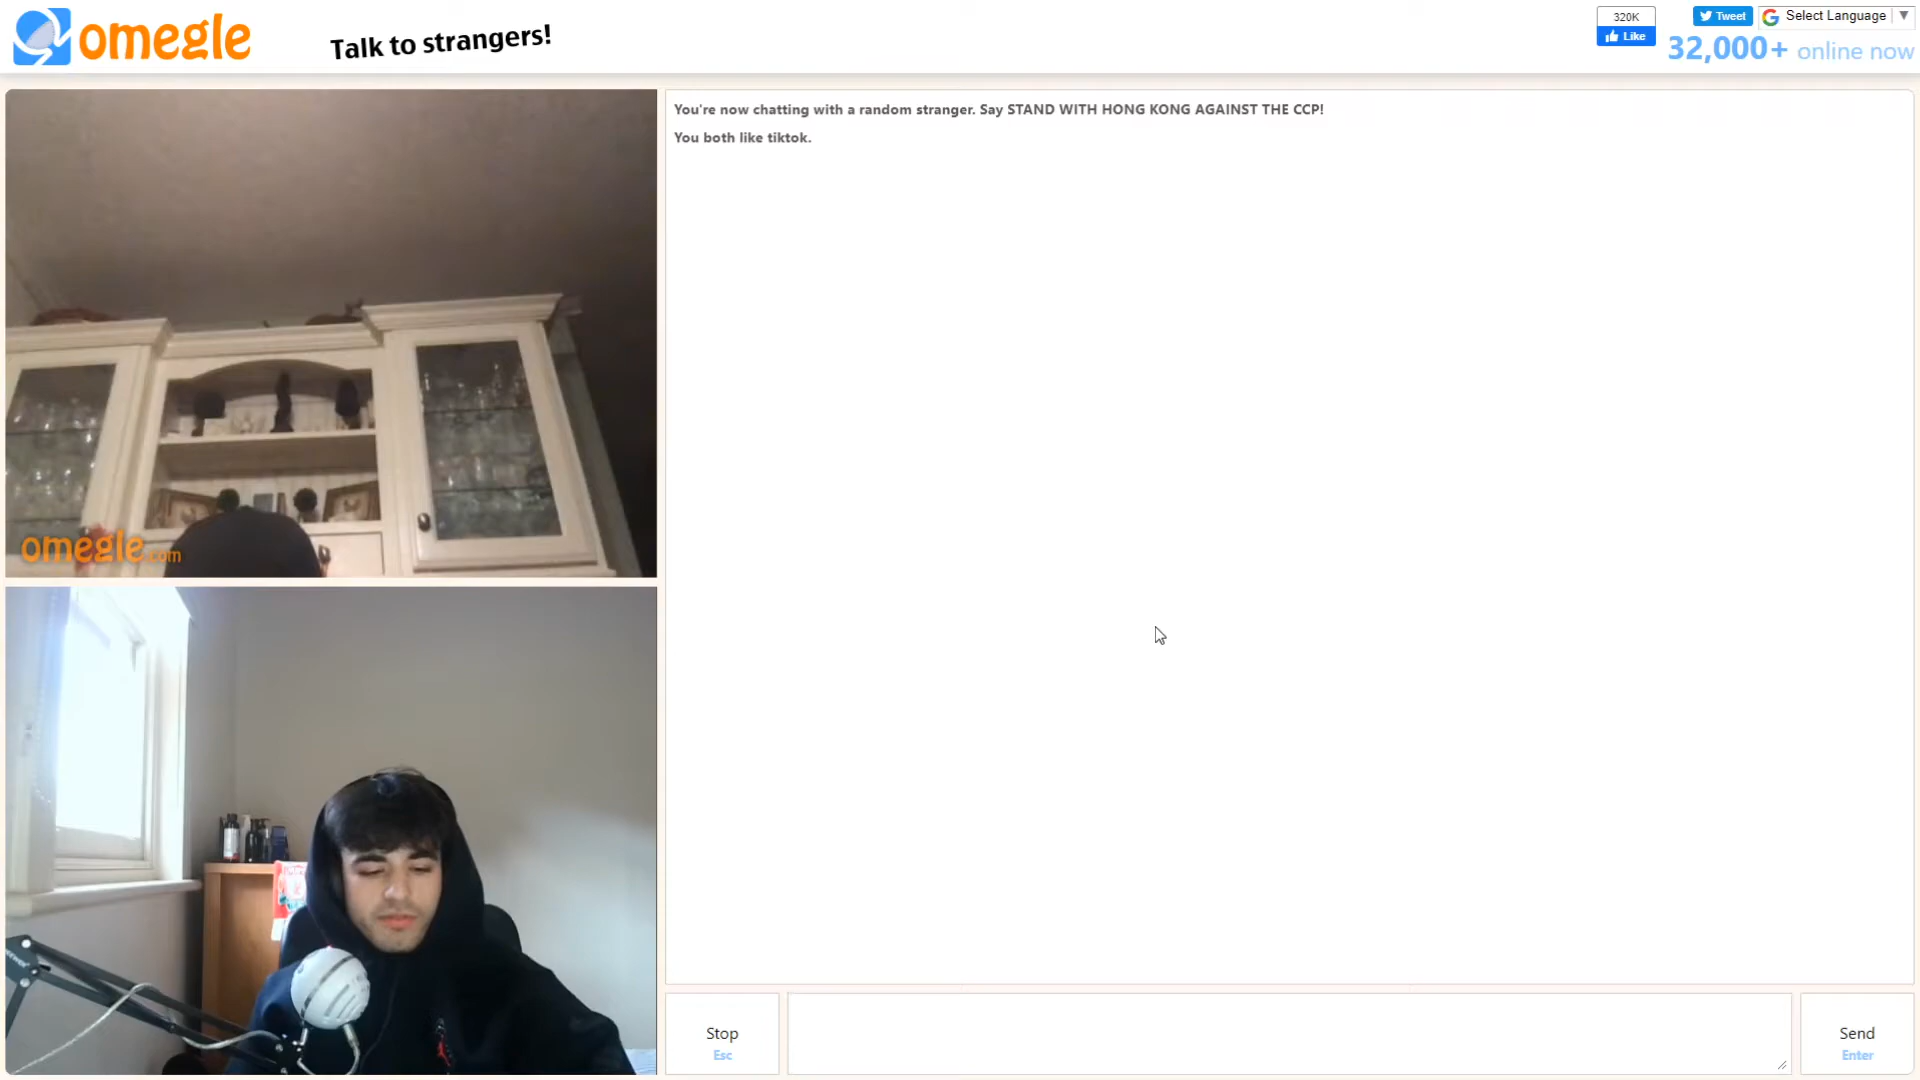 omegle
Talk to strangers!
320K
Like
Tweet
Select Language
32,000+ online now
You're now chatting with a random stranger. Say STAND WITH HONG KONG AGAINST THE CCP!
You both like tiktok.
omegle.com
Stop
Esc
Send
Enter